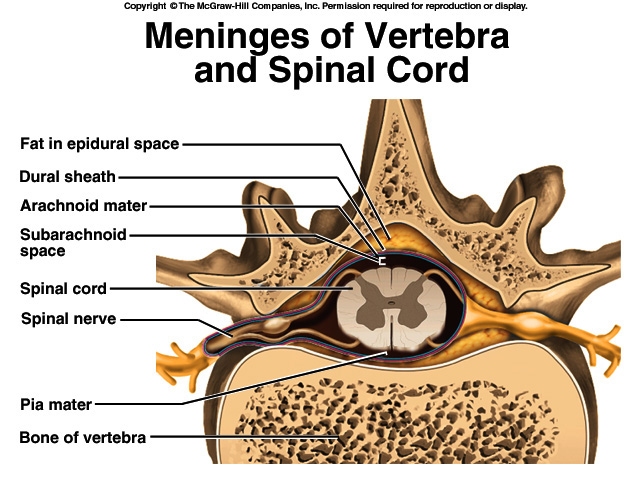 Copyright © The McGraw-Hill Companies, Inc. Permission required for reproduction or display.
Meninges of Vertebra
and Spinal Cord
Fat in epidural space
Dural sheath
Arachnoid mater
Subarachnoid
space
Spinal cord
Spinal nerve
Pia mater
Bone of vertebra